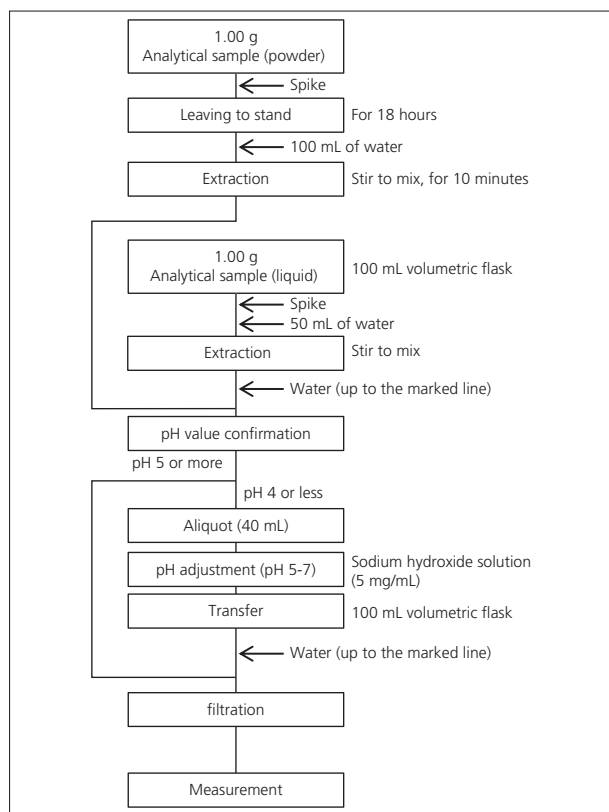 1.00 g
Analytical sample (powder)
Spike
Leaving to stand
For 18 hours
100 mL of water
Extraction
Stir to mix, for 10 minutes
1.00 g
Analytical sample (liquid)
100 mL volumetric flask
Spike
50 mL of water
Extraction
Stir to mix
Water (up to the marked line)
pH value confirmation
pH 5 or more
pH 4 or less
Aliquot (40 mL)
pH adjustment (pH 5-7)
Sodium hydroxide solution
(5 mg/mL)
Transfer
100 mL volumetric flask
Water (up to the marked line)
filtration
Measurement